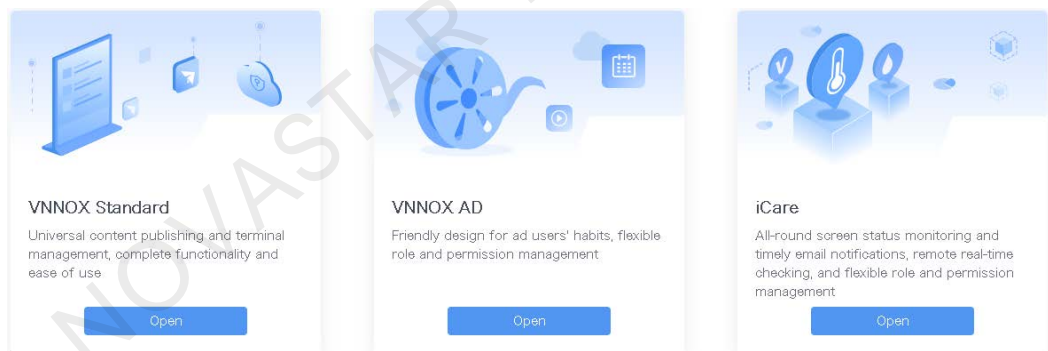 VNNOX Standard
Universal content publishing and terminal
management, complete functionality and
ease of use
Open
VNNOX AD
Friendly design for ad users' habits, flexible
role and permission management
Open
iCare
All-round screen status monitoring and
timely email notifications, remote real-time
checking, and flexible role and permission
management
Open
NOVASTAR